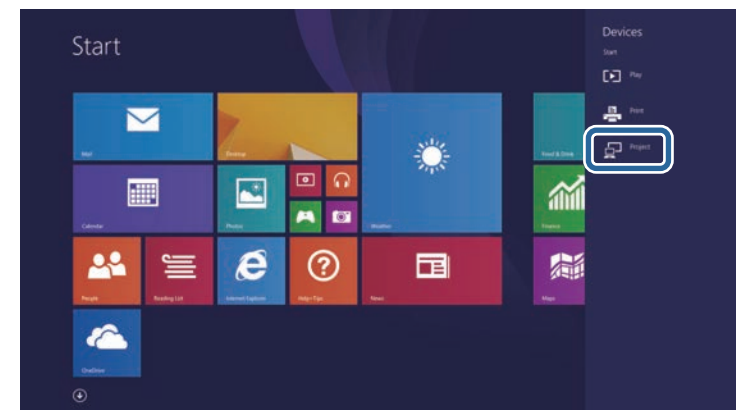 Start
Mail
Desktop
Calendar
Photos
Weather
People
Reading List
Internet Explorer
Help+Tips
News
OneDrive
Food & Drink
Finance
Maps
Devices
Start
Play
Print
Project